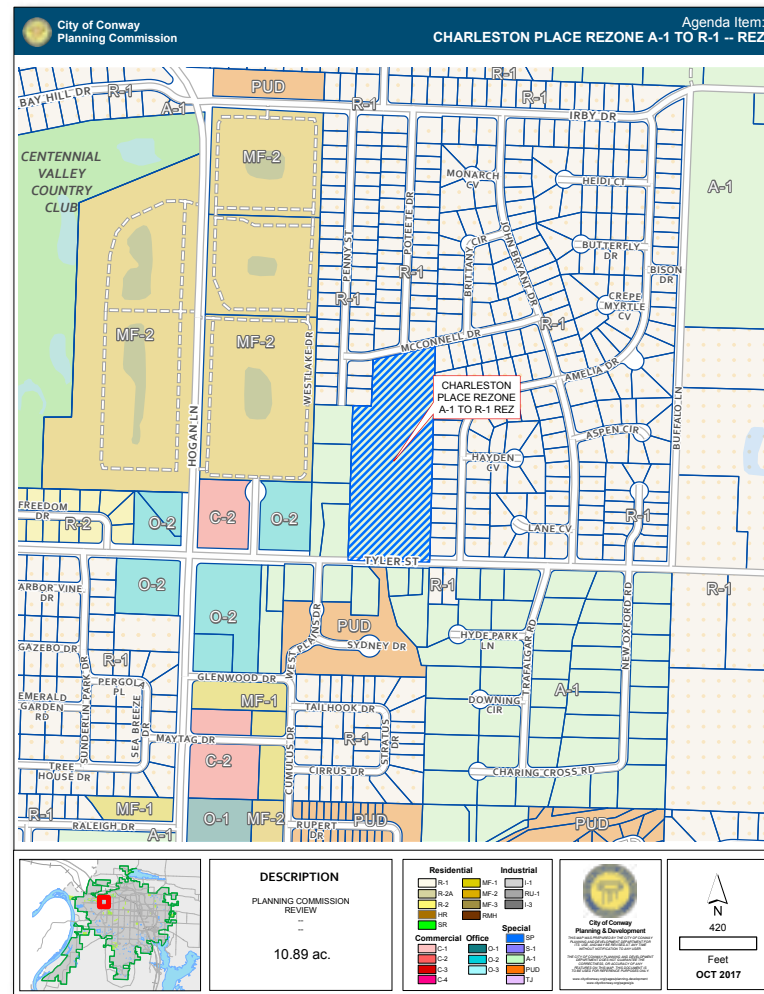 City of Conway
Planning Commission
Agenda Item:
CHARLESTON PLACE REZONE A-1 TO R-1 -- REZ
BAY HILL DR
R-1
A-1
PUD
R-1
R-1
R-1
IRBY DR
CENTENNIAL
VALLEY
COUNTRY
CLUB
MF-2
MONARCH
CV
HEIDI CT
A-1
PENNY ST
POTEETE DR
BRITTANY CIR
JOHN BRYANT DR
BUTTERFLY
DR
BISON
DR
R-1
R-1
CREPE
MYRTLE
CV
MF-2
MF-2
WESTLAKE DR
MCCONNELL DR
R-1
AMELIA DR
CHARLESTON
PLACE REZONE
A-1 TO R-1 REZ
HOGAN LN
BUFFALO LN
ASPEN CIR
HAYDEN
CV
FREEDOM
DR
R-2
O-2
C-2
O-2
LANE CV
R-1
TYLER ST
ARBOR VINE
DR
O-2
O-2
R-1
R-1
PUD
WEST PLAINS DR
SYDNEY DR
HYDE PARK
LN
TRAFALGAR RD
NEW OXFORD RD
GAZEBO DR
R-1
SUNDERLIN PARK DR
PERGOLA
PL
GLENWOOD DR
A-1
EMERALD
GARDEN
RD
SEA BREEZE
DR
MF-1
TAILHOOK DR
DOWNING
CIR
MAYTAG DR
R-1
STRATUS
DR
C-2
CUMULUS DR
CIRRUS DR
CHARING CROSS RD
TREE
HOUSE DR
MF-1
R-1
RALEIGH DR
A-1
O-1
MF-2
RUPERT
DR
PUD
PUD
DESCRIPTION
PLANNING COMMISSION
REVIEW
--
--
10.89 ac.
Residential
R-1
R-2A
R-2
HR
SR
MF-1
MF-2
MF-3
RMH
Industrial
I-1
RU-1
I-3
Commercial
C-1
C-2
C-3
C-4
Office
O-1
O-2
O-3
Special
SP
S-1
A-1
PUD
TJ
City of Conway
Planning & Development
N
420
Feet
OCT 2017